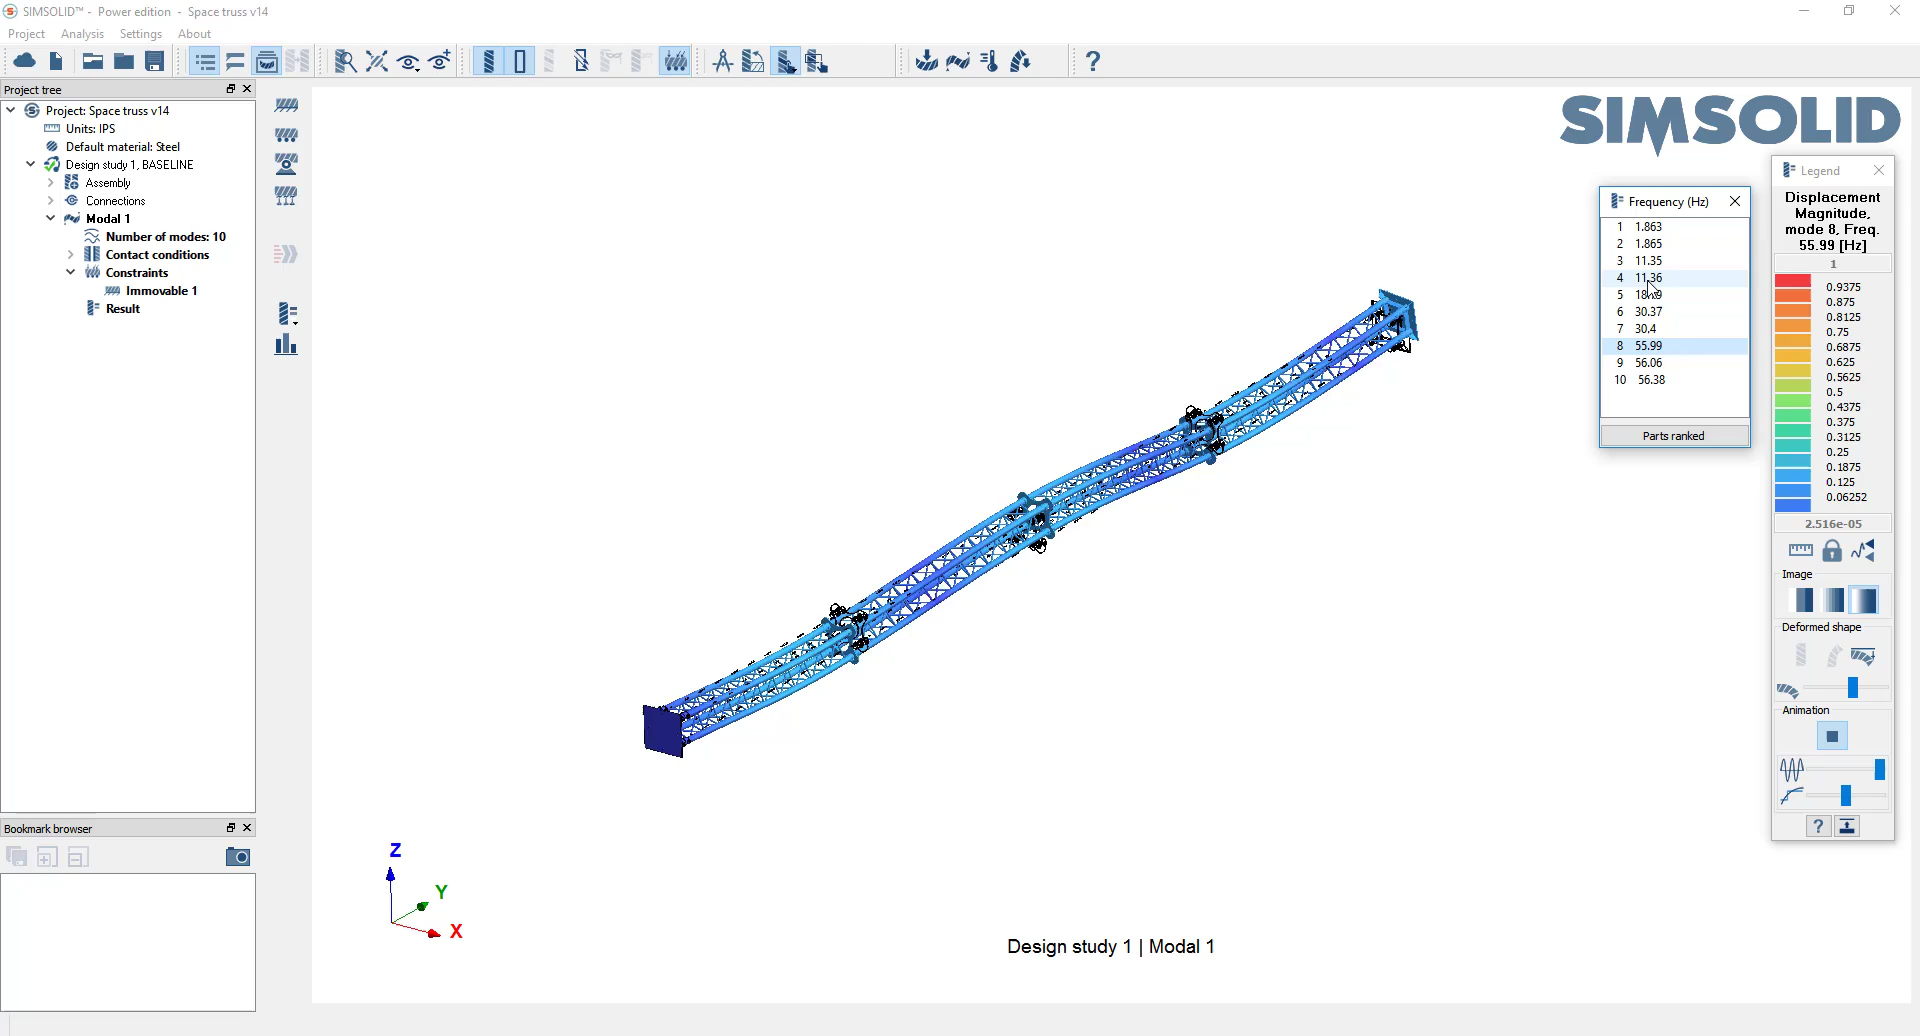 SIMSOLID™ - Power edition - Space truss v14
Project Analysis Settings About
Project tree
Project: Space truss v14
Units: IPS
Default material: Steel
Design study 1, BASELINE
Assembly
Connections
Modal 1
Number of modes: 10
Contact conditions
Constraints
Immovable 1
Result
Bookmark browser
SIMSOLID
Frequency (Hz)
1 1.863
2 1.865
3 11.35
4 11.36
5
6 30.37
7 30.4
8 55.99
9 56.06
10 56.38
Parts ranked
Legend
Displacement
Magnitude,
mode 8, Freq.
55.99 [Hz]
1
0.9375
0.875
0.8125
0.75
0.6875
0.625
0.5625
0.5
0.4375
0.375
0.3125
0.25
0.1875
0.125
0.06252
2.516e-05
Image
Deformed shape
Animation
?
Z
Y
X
Design study 1 | Modal 1